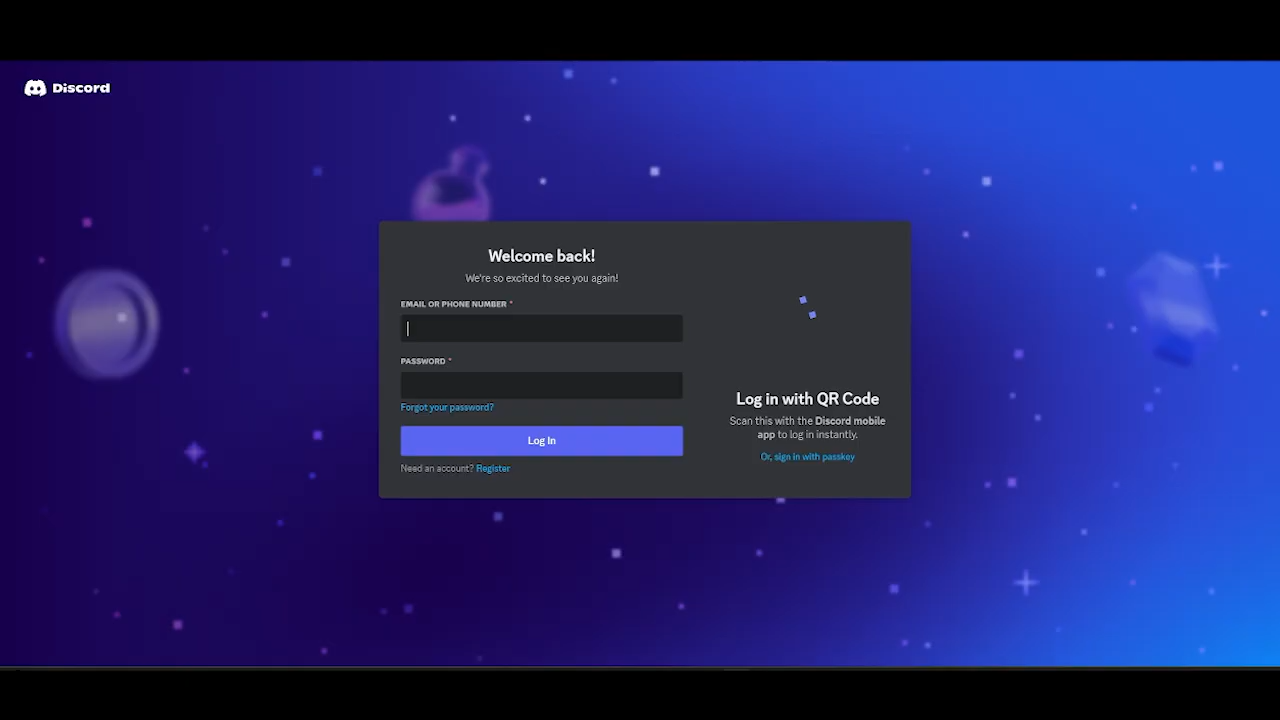 Discord
Welcome back!
We're so excited to see you again!
EMAIL OR PHONE NUMBER *
PASSWORD *
Forgot your password?
Log In
Need an account? Register
Log in with QR Code
Scan this with the Discord mobile
app to log in instantly.
Or, sign in with passkey